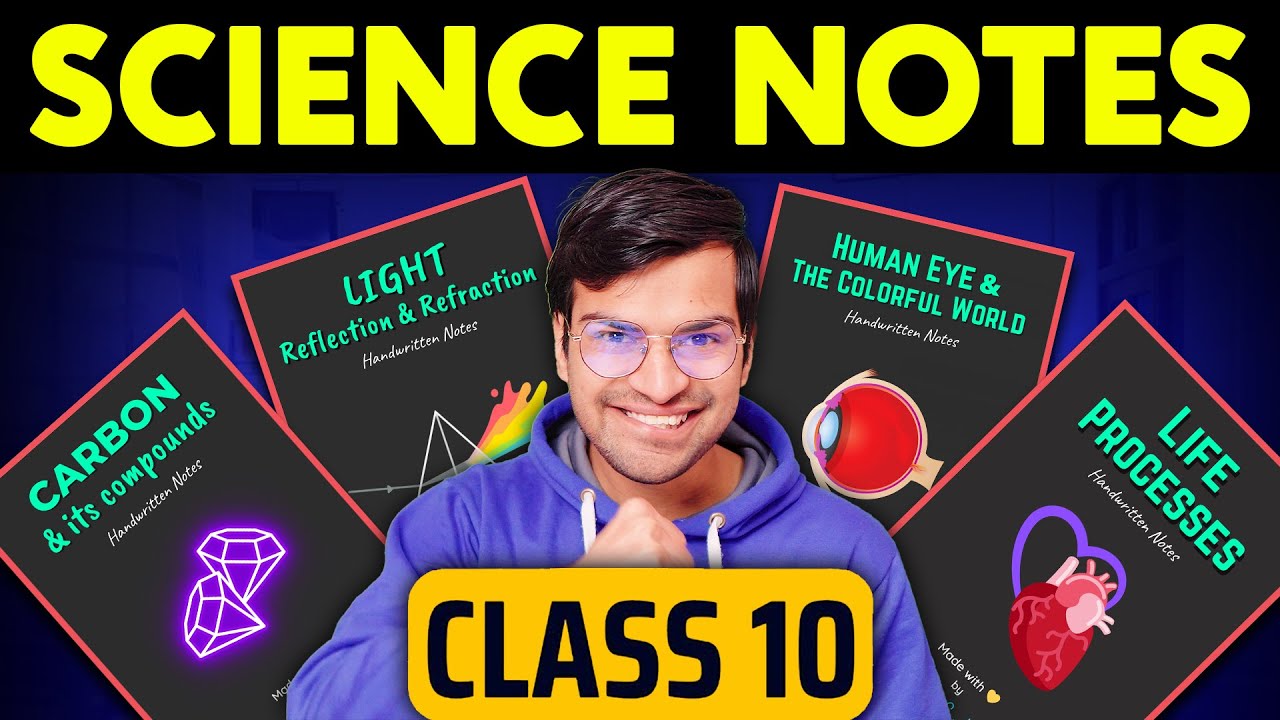 SCIENCE NOTES
LIGHT
Reflection & Refraction
Handwritten Notes
HUMAN EYE &
THE COLORFUL WORLD
Handwritten Notes
CARBON
& its compounds
Handwritten Notes
LIFE
PROCESSES
Handwritten Notes
Made with
by
CLASS 10